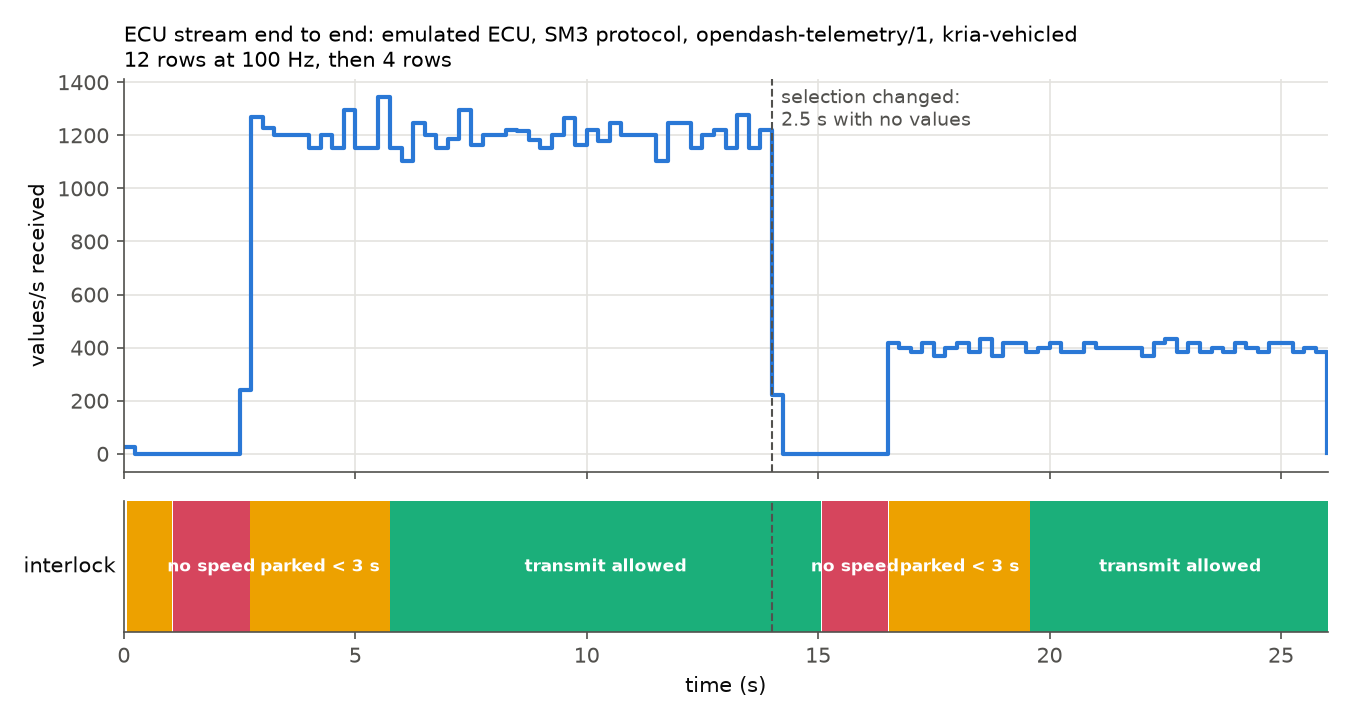 ECU stream end to end: emulated ECU, SM3 protocol, opendash-telemetry/1, kria-vehicled
12 rows at 100 Hz, then 4 rows
values/s received
1400
1200
1000
800
600
400
200
0
selection changed:
2.5 s with no values
interlock
no speed
parked < 3 s
transmit allowed
no speed
parked < 3 s
transmit allowed
0
5
10
15
20
25
time (s)